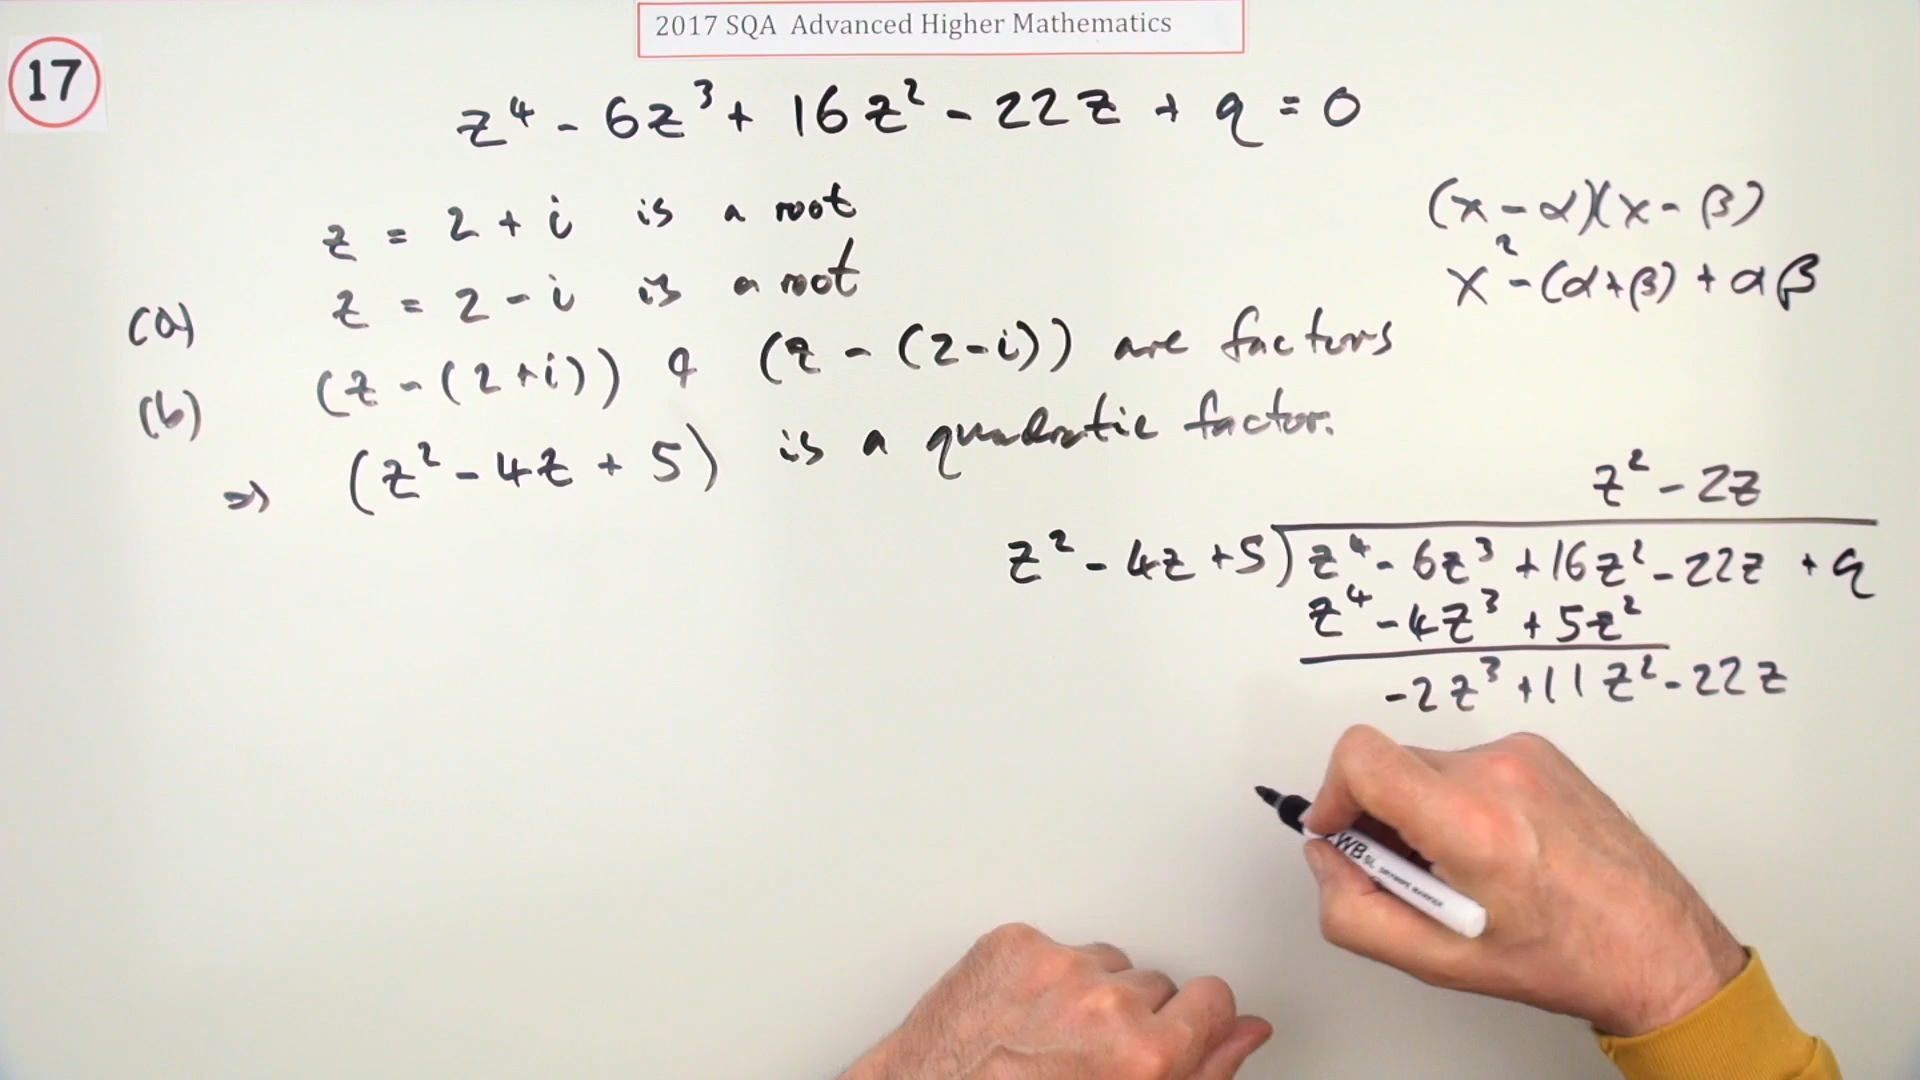 2017 SQA Advanced Higher Mathematics
17
z⁴ - 6z³ + 16z² - 22z + q = 0
z = 2 + i is a root
(a) z = 2 - i is a root
(b) (z - (2+i)) & (z - (2-i)) are factors
⇒ (z² - 4z + 5) is a quadratic factor.
(x - α)(x - β)
x² - (α+β) + αβ
z² - 2z
z² - 4z + 5) z⁴ - 6z³ + 16z² - 22z + q
z⁴ - 4z³ + 5z²
-2z³ + 11z² - 22z